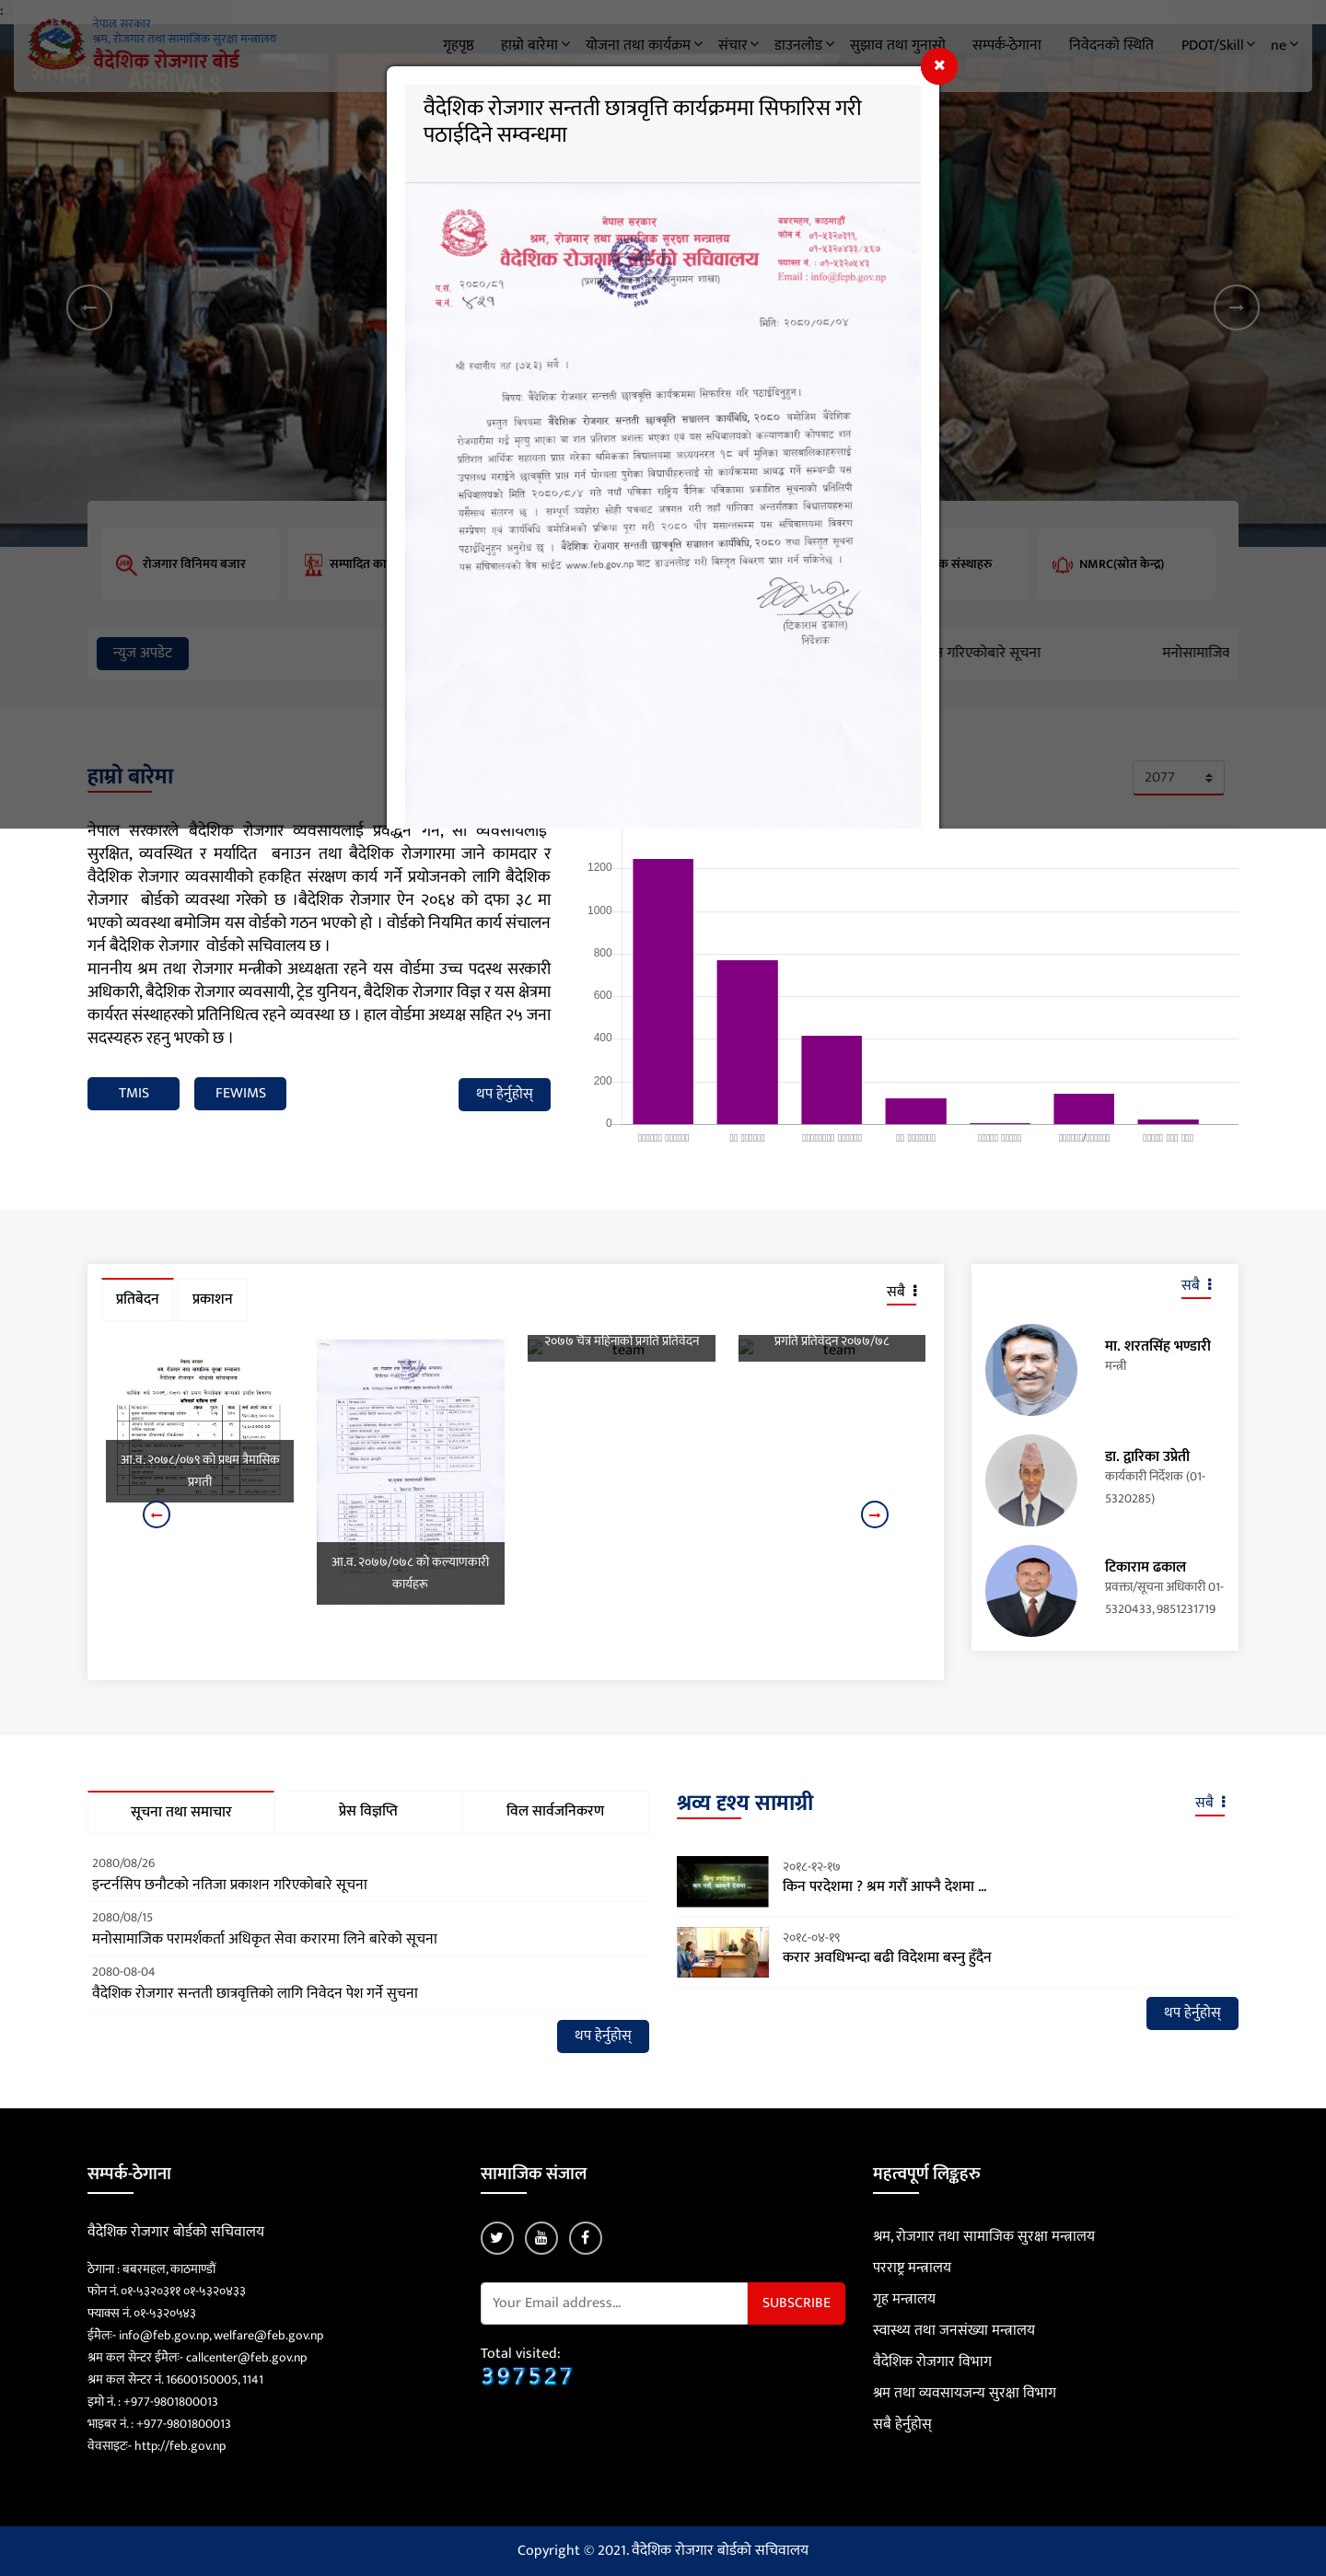 :
नेपाल सरकार
श्रम, रोजगार तथा सामाजिक सुरक्षा मन्त्रालय
वैदेशिक रोजगार बोर्ड
गृहपृष्ठ हाम्रो बारेमा योजना तथा कार्यक्रम संचार डाउनलोड सुझाव तथा गुनासो सम्पर्क-ठेगाना निवेदनको स्थिति PDOT/Skill ne
ARRIVALS
वैदेशिक रोजगार सन्तती छात्रवृत्ति कार्यक्रममा सिफारिस गरी
पठाईदिने सम्वन्धमा
नेपाल सरकार
श्रम, रोजगार तथा सामाजिक सुरक्षा मन्त्रालय
वैदेशिक रोजगार बोर्डको सचिवालय
बबरमहल, काठमाडौं
फोन नं. ०१-५३२०३११,
०१-५३२०४३३/५६७
फ्याक्स नं. : ०१-५३२०५४३
Email : info@fepb.gov.np
प.सं. २०८०/८१
च.नं. ४२१
मितिः २०८०/०८/०४
श्री स्थानीय तह (७५३) सबै ।
विषय: वैदेशिक रोजगार सन्तती छात्रवृत्ति कार्यक्रममा सिफारिस गरि पठाईदिनुहुन।
प्रस्तुत विषयमा बैदेशिक रोजगार सन्तती छात्रवृत्ति सञ्चालन कार्यविधि, २०८० बमोजिम बैदेशिक
रोजगारीमा गई मृत्यु भएका वा शत प्रतिशत अशक्त भएका एवं यस सचिवालयको कल्याणकारी कोषबाट शत
प्रतिशत आर्थिक सहायता प्राप्त गरेका श्रमिकका विद्यालयमा अध्ययनरत १८ वर्ष मुनिका बालबालिकाहरुलाई
उपलब्ध गराईने छात्रवृत्ति प्राप्त गर्न योग्यता पुगेका विद्यार्थीहरुलाई सो कार्यक्रममा आवद्ध गर्ने सम्बन्धी यस
सचिवालयको मिति २०८०/८/४ गते नयाँ पत्रिका राष्ट्रिय दैनिक पत्रिकामा प्रकाशित सूचनाको प्रतिलिपी
यसैसाथ संलग्न छ । सम्पूर्ण व्यहोरा सोही पत्रबाट अवगत गरी तहाँ पालिका अन्तर्गतका विद्यालयहरुमा
सम्प्रेषण एवं कार्यविधि बमोजिमको प्रक्रिया पूरा गरी २०८० पौष मसान्तसम्म यस सचिवालयमा विवरण
पठाईदिनुहुन अनुरोध छ । बैदेशिक रोजगार सन्तती छात्रवृत्ति सञ्चालन कार्यविधि, २०८० तथा विस्तृत सूचना
यस सचिवालयको वेव साईट www.feb.gov.np बाट डाउनलोड गरी विस्तृत विवरण प्राप्त गर्न सकिनेछ ।
(टिकाराम ढकाल)
निर्देशक
रोजगार विनिमय बजार सम्पादित का क संस्थाहरु NMRC(स्रोत केन्द्र)
न्युज अपडेट गरिएकोबारे सूचना मनोसामाजिक
हाम्रो बारेमा
2077
नेपाल सरकारले बैदेशिक रोजगार व्यवसायलाई प्रवर्द्धन गर्न, सो व्यवसायलाई
सुरक्षित, व्यवस्थित र मर्यादित बनाउन तथा बैदेशिक रोजगारमा जाने कामदार र
वैदेशिक रोजगार व्यवसायीको हकहित संरक्षण कार्य गर्ने प्रयोजनको लागि बैदेशिक
रोजगार बोर्डको व्यवस्था गरेको छ ।बैदेशिक रोजगार ऐन २०६४ को दफा ३८ मा
भएको व्यवस्था बमोजिम यस वोर्डको गठन भएको हो । वोर्डको नियमित कार्य संचालन
गर्न बैदेशिक रोजगार वोर्डको सचिवालय छ ।
माननीय श्रम तथा रोजगार मन्त्रीको अध्यक्षता रहने यस वोर्डमा उच्च पदस्थ सरकारी
अधिकारी, बैदेशिक रोजगार व्यवसायी, ट्रेड युनियन, बैदेशिक रोजगार विज्ञ र यस क्षेत्रमा
कार्यरत संस्थाहरको प्रतिनिधित्व रहने व्यवस्था छ । हाल वोर्डमा अध्यक्ष सहित २५ जना
सदस्यहरु रहनु भएको छ ।
TMIS FEWIMS थप हेर्नुहोस्
1200
1000
800
600
400
200
0
प्रतिबेदन प्रकाशन सबै
आ.व. २०७८/०७९ को प्रथम त्रैमासिक
प्रगती
आ.व. २०७७/०७८ को कल्याणकारी
कार्यहरू
२०७७ चैत्र महिनाको प्रगति प्रतिवेदन
team
प्रगति प्रतिवेदन २०७७/७८
team
सबै
मा. शरतसिंह भण्डारी
मन्त्री
डा. द्वारिका उप्रेती
कार्यकारी निर्देशक (01-
5320285)
टिकाराम ढकाल
प्रवक्ता/सूचना अधिकारी 01-
5320433, 9851231719
सूचना तथा समाचार प्रेस विज्ञप्ति विल सार्वजनिकरण
2080/08/26
इन्टर्नसिप छनौटको नतिजा प्रकाशन गरिएकोबारे सूचना
2080/08/15
मनोसामाजिक परामर्शकर्ता अधिकृत सेवा करारमा लिने बारेको सूचना
2080-08-04
वैदेशिक रोजगार सन्तती छात्रवृत्तिको लागि निवेदन पेश गर्ने सुचना
थप हेर्नुहोस्
श्रव्य दृश्य सामाग्री सबै
२०१८-१२-१७
किन परदेशमा ? श्रम गरौँ आफ्नै देशमा ...
२०१८-०४-१९
करार अवधिभन्दा बढी विदेशमा बस्नु हुँदैन
थप हेर्नुहोस्
सम्पर्क-ठेगाना
वैदेशिक रोजगार बोर्डको सचिवालय
ठेगाना : बबरमहल, काठमाण्डौं
फोन नं. ०१-५३२०३११ ०१-५३२०४३३
फ्याक्स नं. ०१-५३२०५४३
ईमेलः- info@feb.gov.np, welfare@feb.gov.np
श्रम कल सेन्टर ईमेलः- callcenter@feb.gov.np
श्रम कल सेन्टर नं. 16600150005, 1141
इमो नं. : +977-9801800013
भाइबर नं. : +977-9801800013
वेवसाइटः- http://feb.gov.np
सामाजिक संजाल
Your Email address... SUBSCRIBE
Total visited:
397527
महत्वपूर्ण लिङ्कहरु
श्रम, रोजगार तथा सामाजिक सुरक्षा मन्त्रालय
परराष्ट्र मन्त्रालय
गृह मन्त्रालय
स्वास्थ्य तथा जनसंख्या मन्त्रालय
वैदेशिक रोजगार विभाग
श्रम तथा व्यवसायजन्य सुरक्षा विभाग
सबै हेर्नुहोस्
Copyright © 2021. वैदेशिक रोजगार बोर्डको सचिवालय